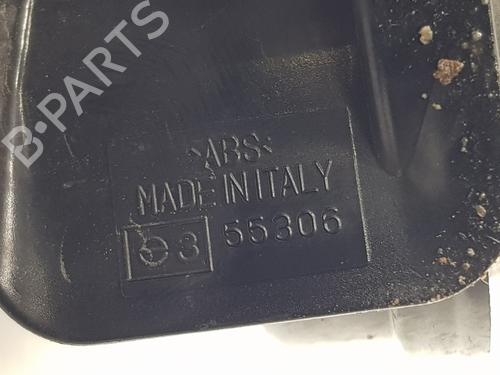 B·PARTS
>ABS<
MADE IN ITALY
3 55306